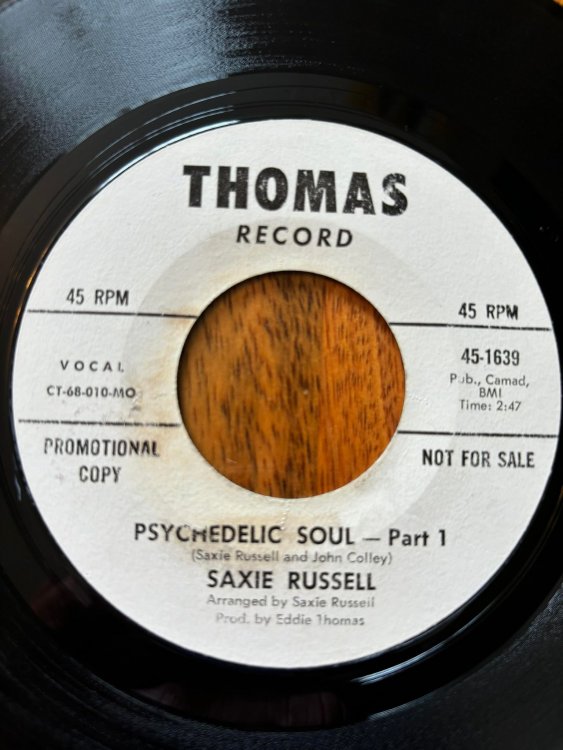 THOMAS
RECORD
45 RPM
45 RPM
VOCAL
CT-68-010-MO
45-1639
Pub., Camad,
BMI
Time: 2:47
PROMOTIONAL
COPY
NOT FOR SALE
PSYCHEDELIC SOUL — Part 1
(Saxie Russell and John Colley)
SAXIE RUSSELL
Arranged by Saxie Russell
Prod. by Eddie Thomas